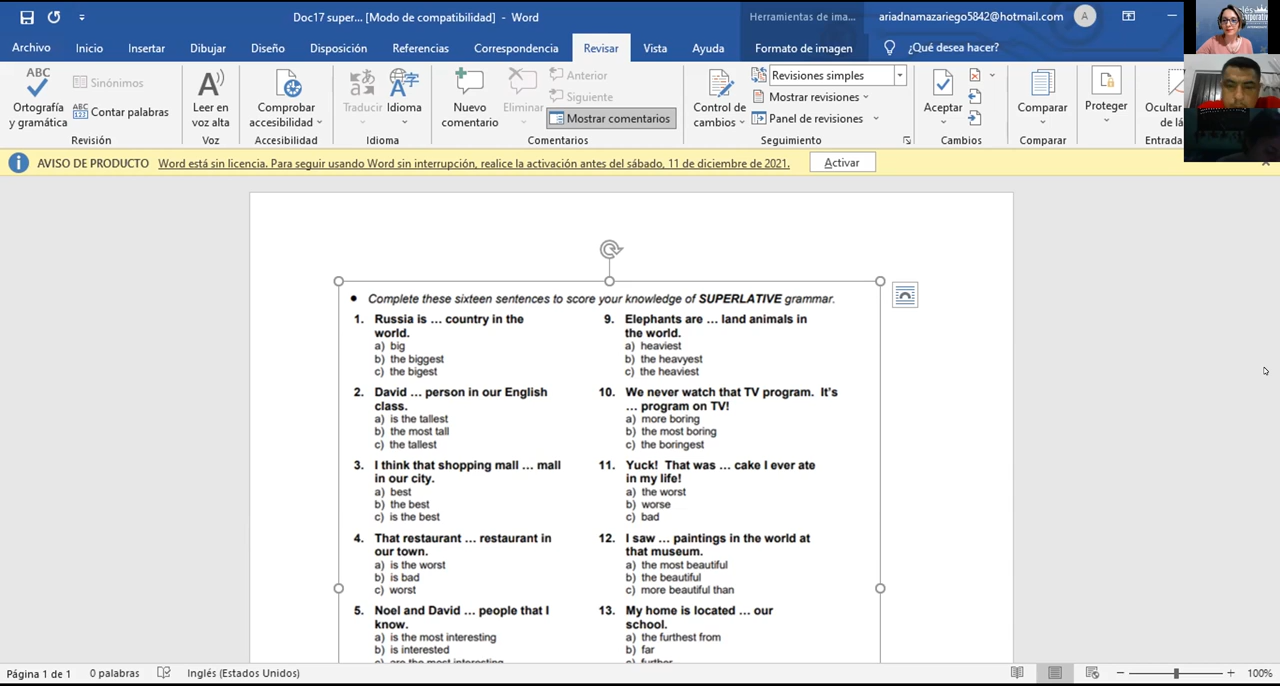 Doc17 super... [Modo de compatibilidad] - Word
Herramientas de ima...
ariadnamazariego5842@hotmail.com
A
Archivo
Inicio
Insertar
Dibujar
Diseño
Disposición
Referencias
Correspondencia
Revisar
Vista
Ayuda
Formato de imagen
¿Qué desea hacer?
ABC
Ortografía
y gramática
Sinónimos
Contar palabras
Revisión
Leer en
voz alta
Voz
Comprobar
accesibilidad
Accesibilidad
Traducir
Idioma
Idioma
Nuevo
comentario
Eliminar
Anterior
Siguiente
Mostrar comentarios
Comentarios
Control de
cambios
Revisiones simples
Mostrar revisiones
Panel de revisiones
Seguimiento
Aceptar
Cambios
Comparar
Comparar
Proteger
Ocultar
de lá
Entrada
AVISO DE PRODUCTO
Word está sin licencia. Para seguir usando Word sin interrupción, realice la activación antes del sábado, 11 de diciembre de 2021.
Activar
• Complete these sixteen sentences to score your knowledge of SUPERLATIVE grammar.
1. Russia is ... country in the
world.
a) big
b) the biggest
c) the bigest
2. David ... person in our English
class.
a) is the tallest
b) the most tall
c) the tallest
3. I think that shopping mall ... mall
in our city.
a) best
b) the best
c) is the best
4. That restaurant ... restaurant in
our town.
a) is the worst
b) is bad
c) worst
5. Noel and David ... people that I
know.
a) is the most interesting
b) is interested
c) are the most interesting
9. Elephants are ... land animals in
the world.
a) heaviest
b) the heavyest
c) the heaviest
10. We never watch that TV program. It's
... program on TV!
a) more boring
b) the most boring
c) the boringest
11. Yuck! That was ... cake I ever ate
in my life!
a) the worst
b) worse
c) bad
12. I saw ... paintings in the world at
that museum.
a) the most beautiful
b) the beautiful
c) more beautiful than
13. My home is located ... our
school.
a) the furthest from
b) far
c) further
Página 1 de 1
0 palabras
Inglés (Estados Unidos)
100%